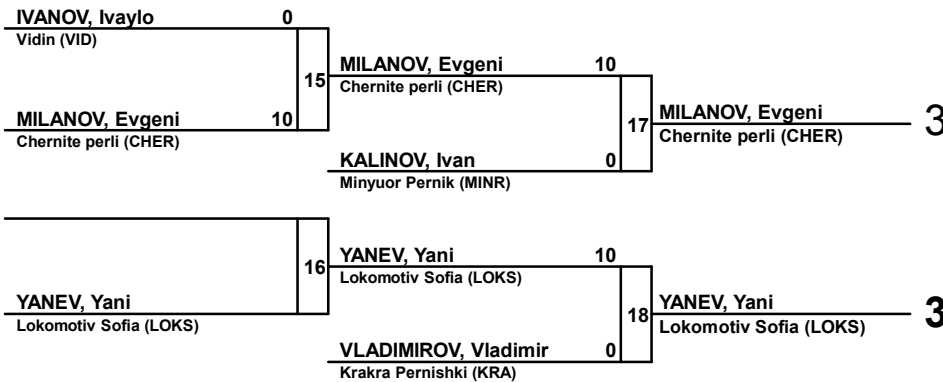 IVANOV, Ivaylo 0
Vidin (VID)
15
MILANOV, Evgeni 10
Chernite perli (CHER)
MILANOV, Evgeni 10
Chernite perli (CHER)
17
MILANOV, Evgeni 3
Chernite perli (CHER)
KALINOV, Ivan 0
Minyuor Pernik (MINR)
16
YANEV, Yani 10
Lokomotiv Sofia (LOKS)
YANEV, Yani
Lokomotiv Sofia (LOKS)
18
YANEV, Yani 3
Lokomotiv Sofia (LOKS)
VLADIMIROV, Vladimir 0
Krakra Pernishki (KRA)